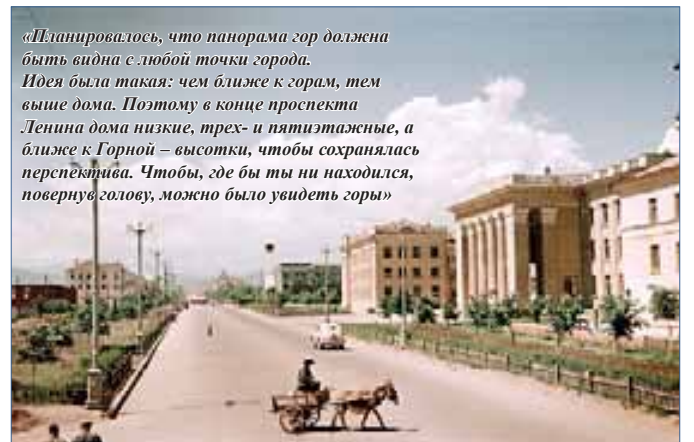 «Планировалось, что панорама гор должна
быть видна с любой точки города.
Идея была такая: чем ближе к горам, тем
выше дома. Поэтому в конце проспекта
Ленина дома низкие, трех- и пятиэтажные, а
ближе к Горной – высотки, чтобы сохранялась
перспектива. Чтобы, где бы ты ни находился,
повернув голову, можно было увидеть горы»